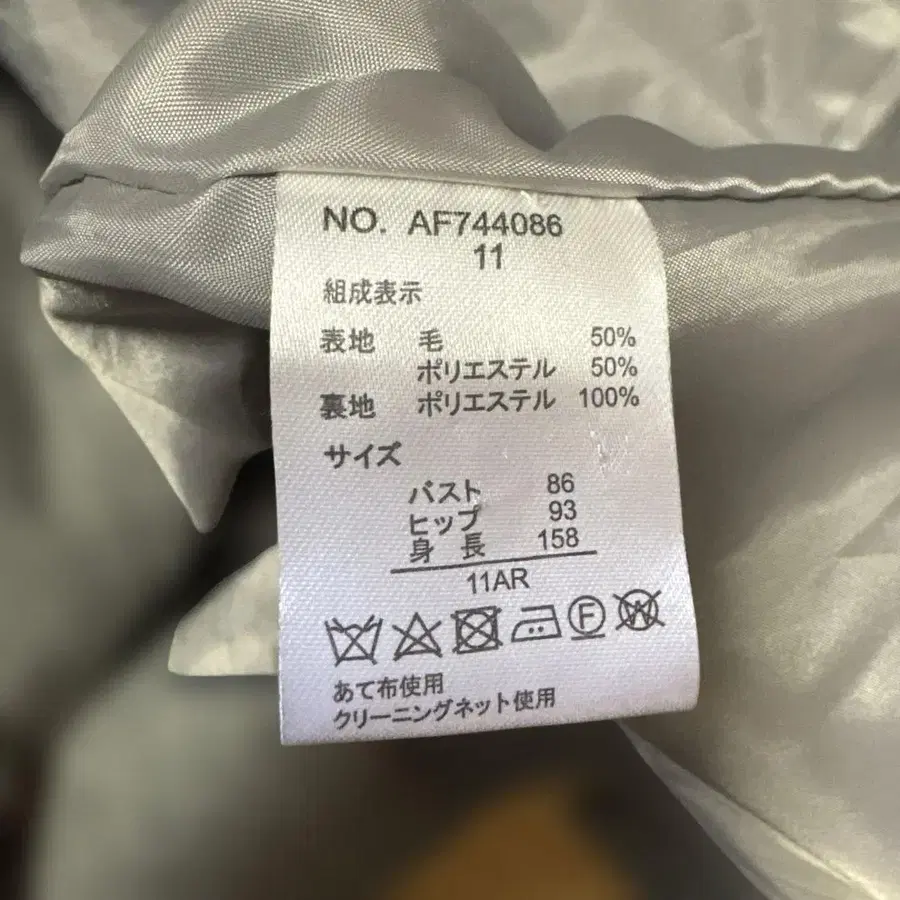 NO. AF744086
11
組成表示
表地 毛 50%
ポリエステル 50%
裏地 ポリエステル 100%
サイズ
バスト 86
ヒップ 93
身長 158
11AR
F W
あて布使用
クリーニングネット使用